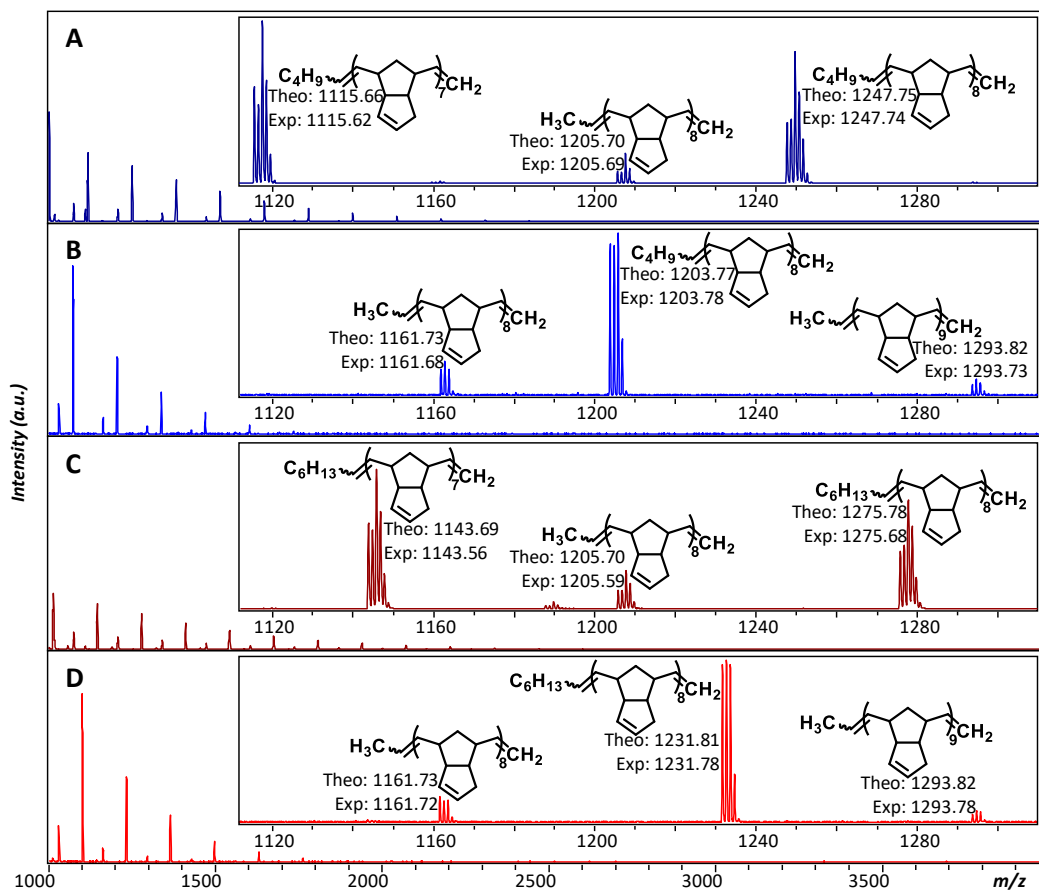 A
C4H9
7
CH2
Theo: 1115.66
Exp: 1115.62
H3C
8
CH2
Theo: 1205.70
Exp: 1205.69
C4H9
8
CH2
Theo: 1247.75
Exp: 1247.74
1120
1160
1200
1240
1280
B
H3C
8
CH2
Theo: 1161.73
Exp: 1161.68
C4H9
8
CH2
Theo: 1203.77
Exp: 1203.78
H3C
9
CH2
Theo: 1293.82
Exp: 1293.73
1120
1160
1200
1240
1280
Intensity (a.u.)
C
C6H13
7
CH2
Theo: 1143.69
Exp: 1143.56
H3C
8
CH2
Theo: 1205.70
Exp: 1205.59
C6H13
8
CH2
Theo: 1275.78
Exp: 1275.68
1120
1160
1200
1240
1280
D
H3C
8
CH2
Theo: 1161.73
Exp: 1161.72
C6H13
8
CH2
Theo: 1231.81
Exp: 1231.78
H3C
9
CH2
Theo: 1293.82
Exp: 1293.78
1120
1160
1200
1240
1280
1000
1500
2000
2500
3000
3500
m/z